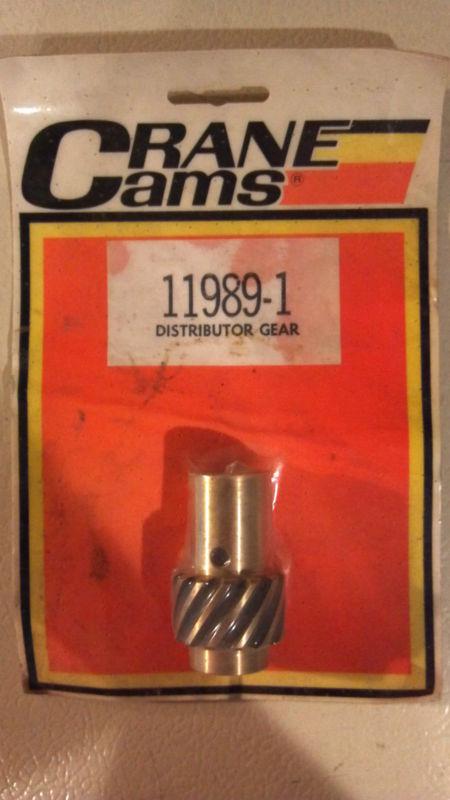 CRANE
Cams®
11989-1
DISTRIBUTOR GEAR